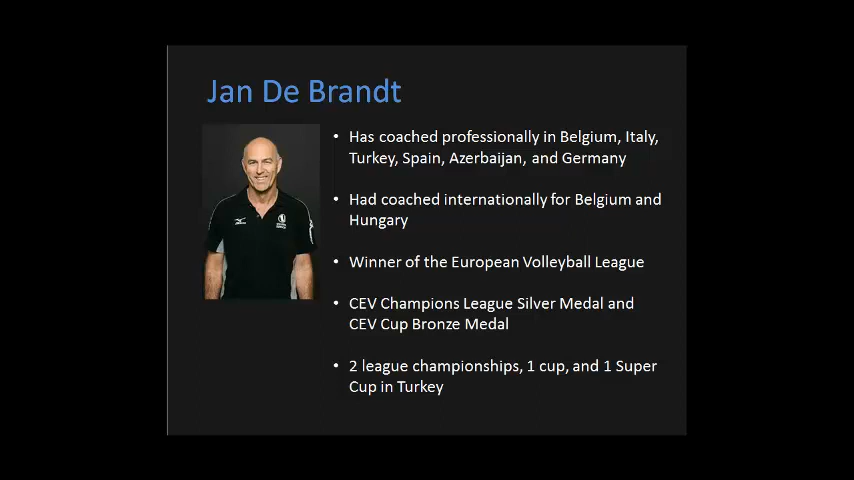 Jan De Brandt
• Has coached professionally in Belgium, Italy,
Turkey, Spain, Azerbaijan, and Germany
• Had coached internationally for Belgium and
Hungary
• Winner of the European Volleyball League
• CEV Champions League Silver Medal and
CEV Cup Bronze Medal
• 2 league championships, 1 cup, and 1 Super
Cup in Turkey